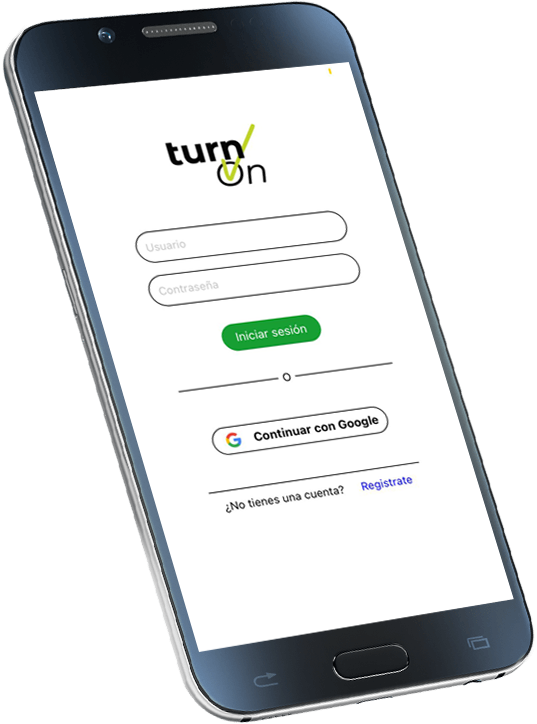 turn
On
Usuario
Contraseña
Iniciar sesión
O
Continuar con Google
¿No tienes una cuenta? Registrate